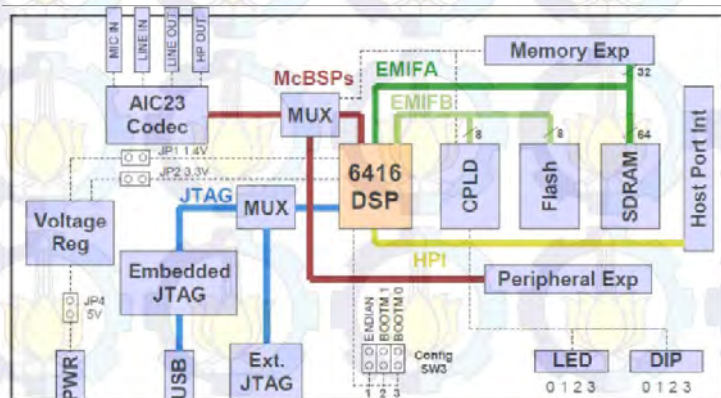 MIC IN
LINE IN
LINE OUT
HP OUT
AIC23
Codec
McBSPs
MUX
EMIFA
EMIFB
Memory Exp
32
JP1 1.4V
JP2 3.3V
6416
DSP
8
CPLD
8
Flash
64
SDRAM
Host Port Int
Voltage
Reg
JTAG
MUX
HPI
Embedded
JTAG
Peripheral Exp
JP4
5V
ENDIAN
BOOTM 1
BOOTM 0
Config
SW3
1 2 3
PWR
USB
Ext.
JTAG
LED
0 1 2 3
DIP
0 1 2 3